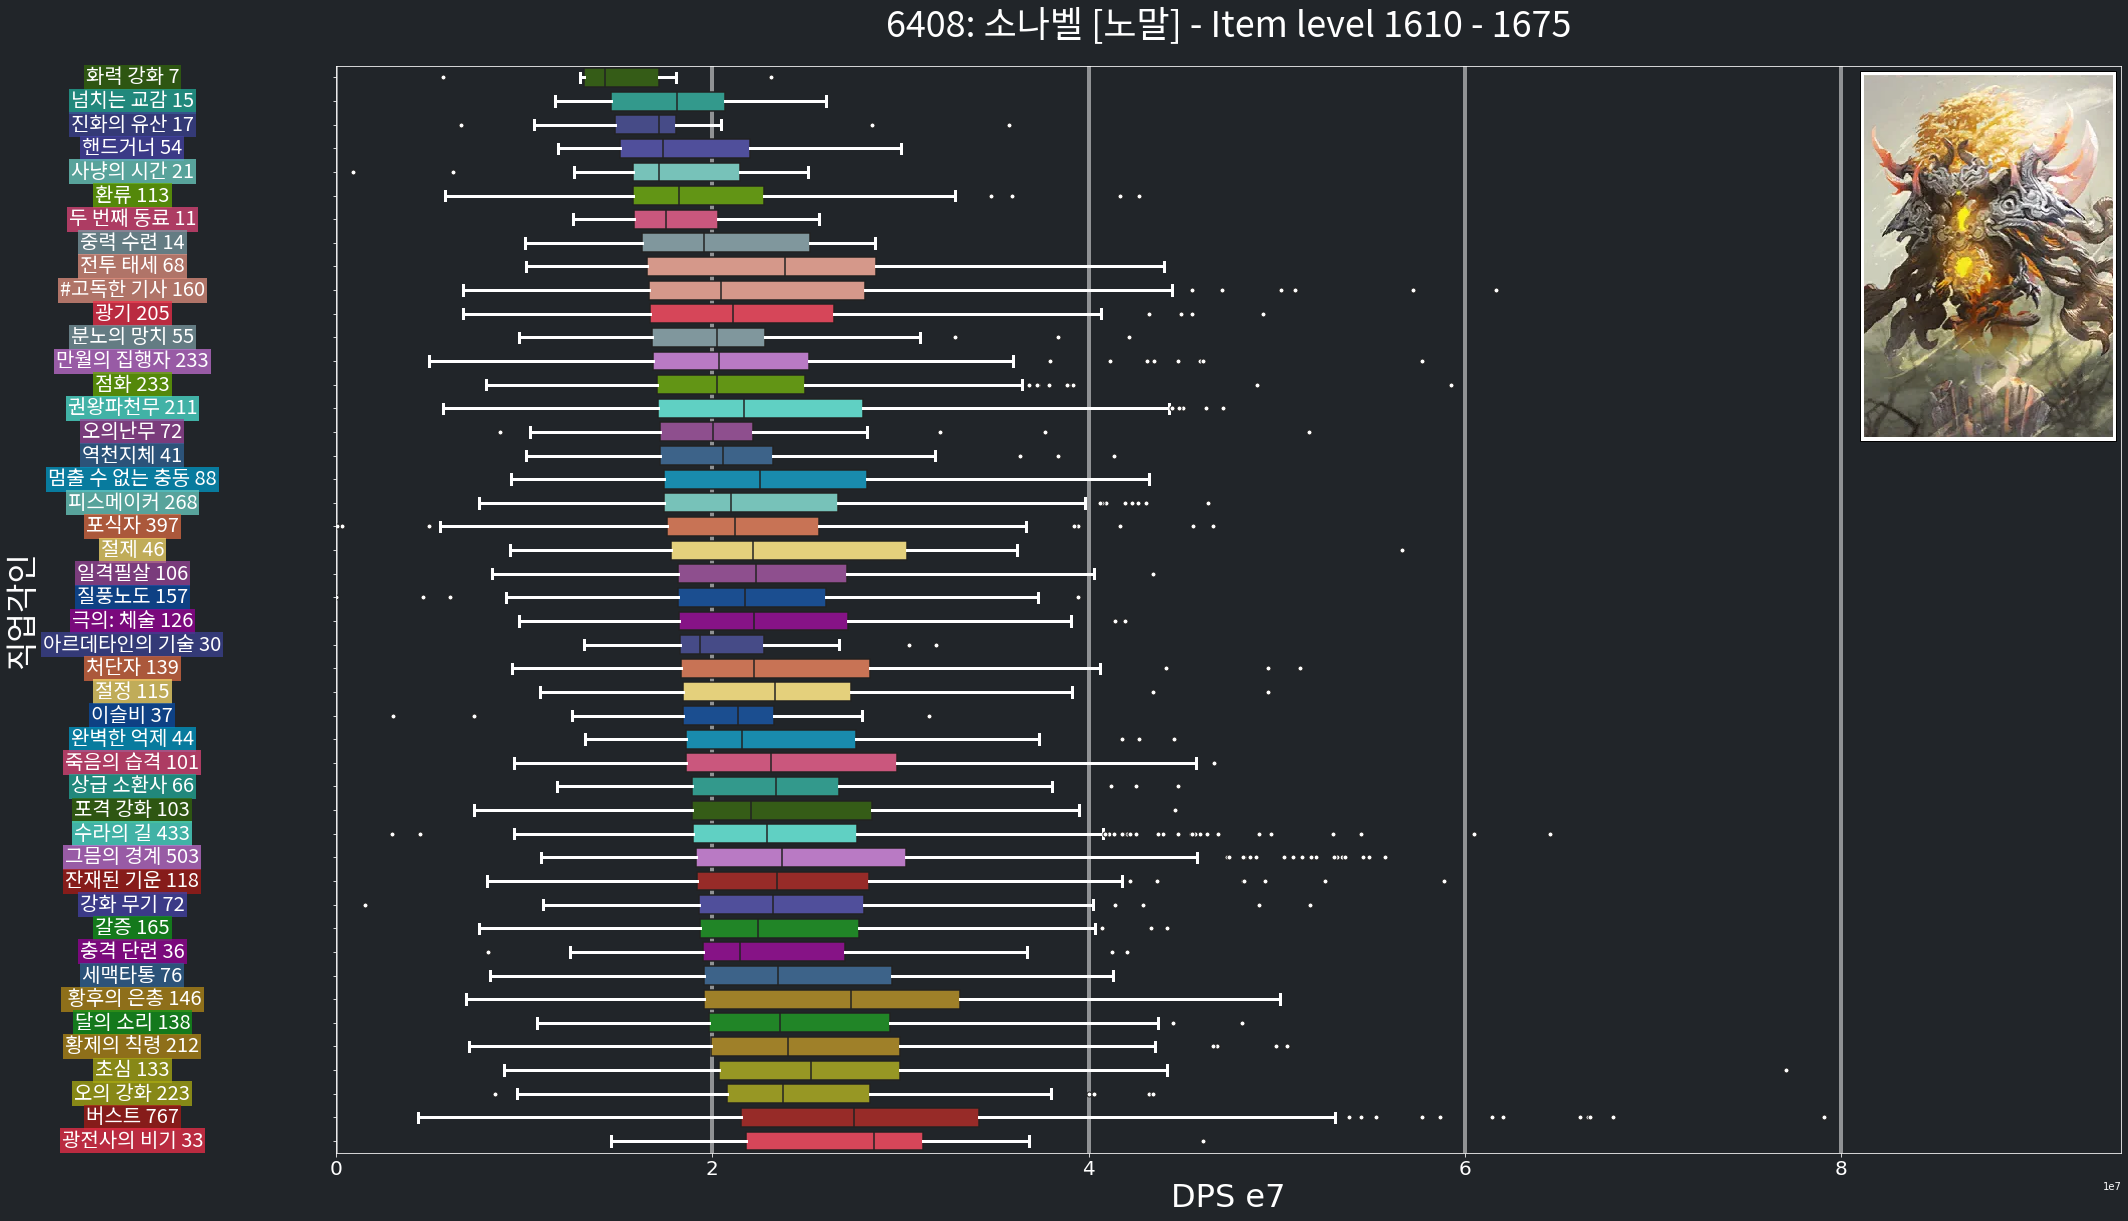 6408: 소나벨 [노말] - Item level 1610 - 1675
화력 강화 7
넘치는 교감 15
진화의 유산 17
핸드거너 54
사냥의 시간 21
환류 113
두 번째 동료 11
중력 수련 14
전투 태세 68
#고독한 기사 160
광기 205
분노의 망치 55
만월의 집행자 233
점화 233
권왕파천무 211
오의난무 72
역천지체 41
멈출 수 없는 충동 88
피스메이커 268
포식자 397
절제 46
일격필살 106
질풍노도 157
극의: 체술 126
아르데타인의 기술 30
처단자 139
절정 115
이슬비 37
완벽한 억제 44
죽음의 습격 101
상급 소환사 66
포격 강화 103
수라의 길 433
그믐의 경계 503
잔재된 기운 118
강화 무기 72
갈증 165
충격 단련 36
세맥타통 76
황후의 은총 146
달의 소리 138
황제의 칙령 212
초심 133
오의 강화 223
버스트 767
광전사의 비기 33
직업각인
0 2 4 6 8
1e7
DPS e7